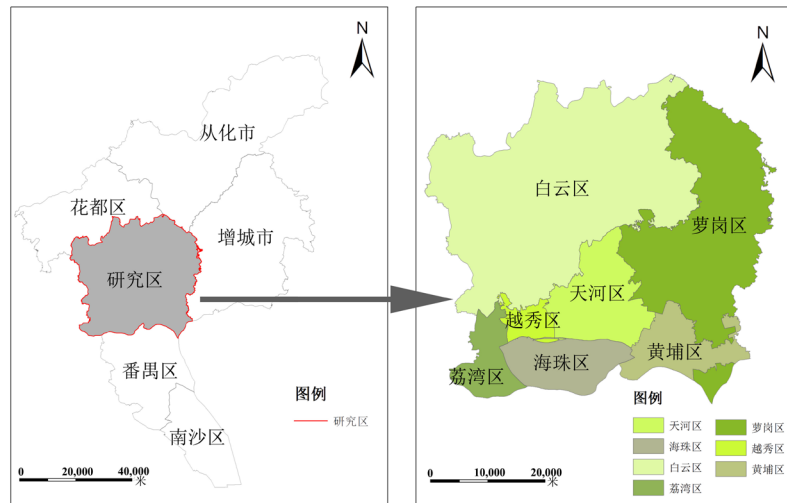 N
从化市
花都区
增城市
研究区
番禺区
南沙区
图例
研究区
0 20,000 40,000
米
N
白云区
萝岗区
天河区
越秀区
海珠区
黄埔区
荔湾区
图例
天河区 萝岗区
海珠区 越秀区
白云区 黄埔区
荔湾区
0 10,000 20,000
米